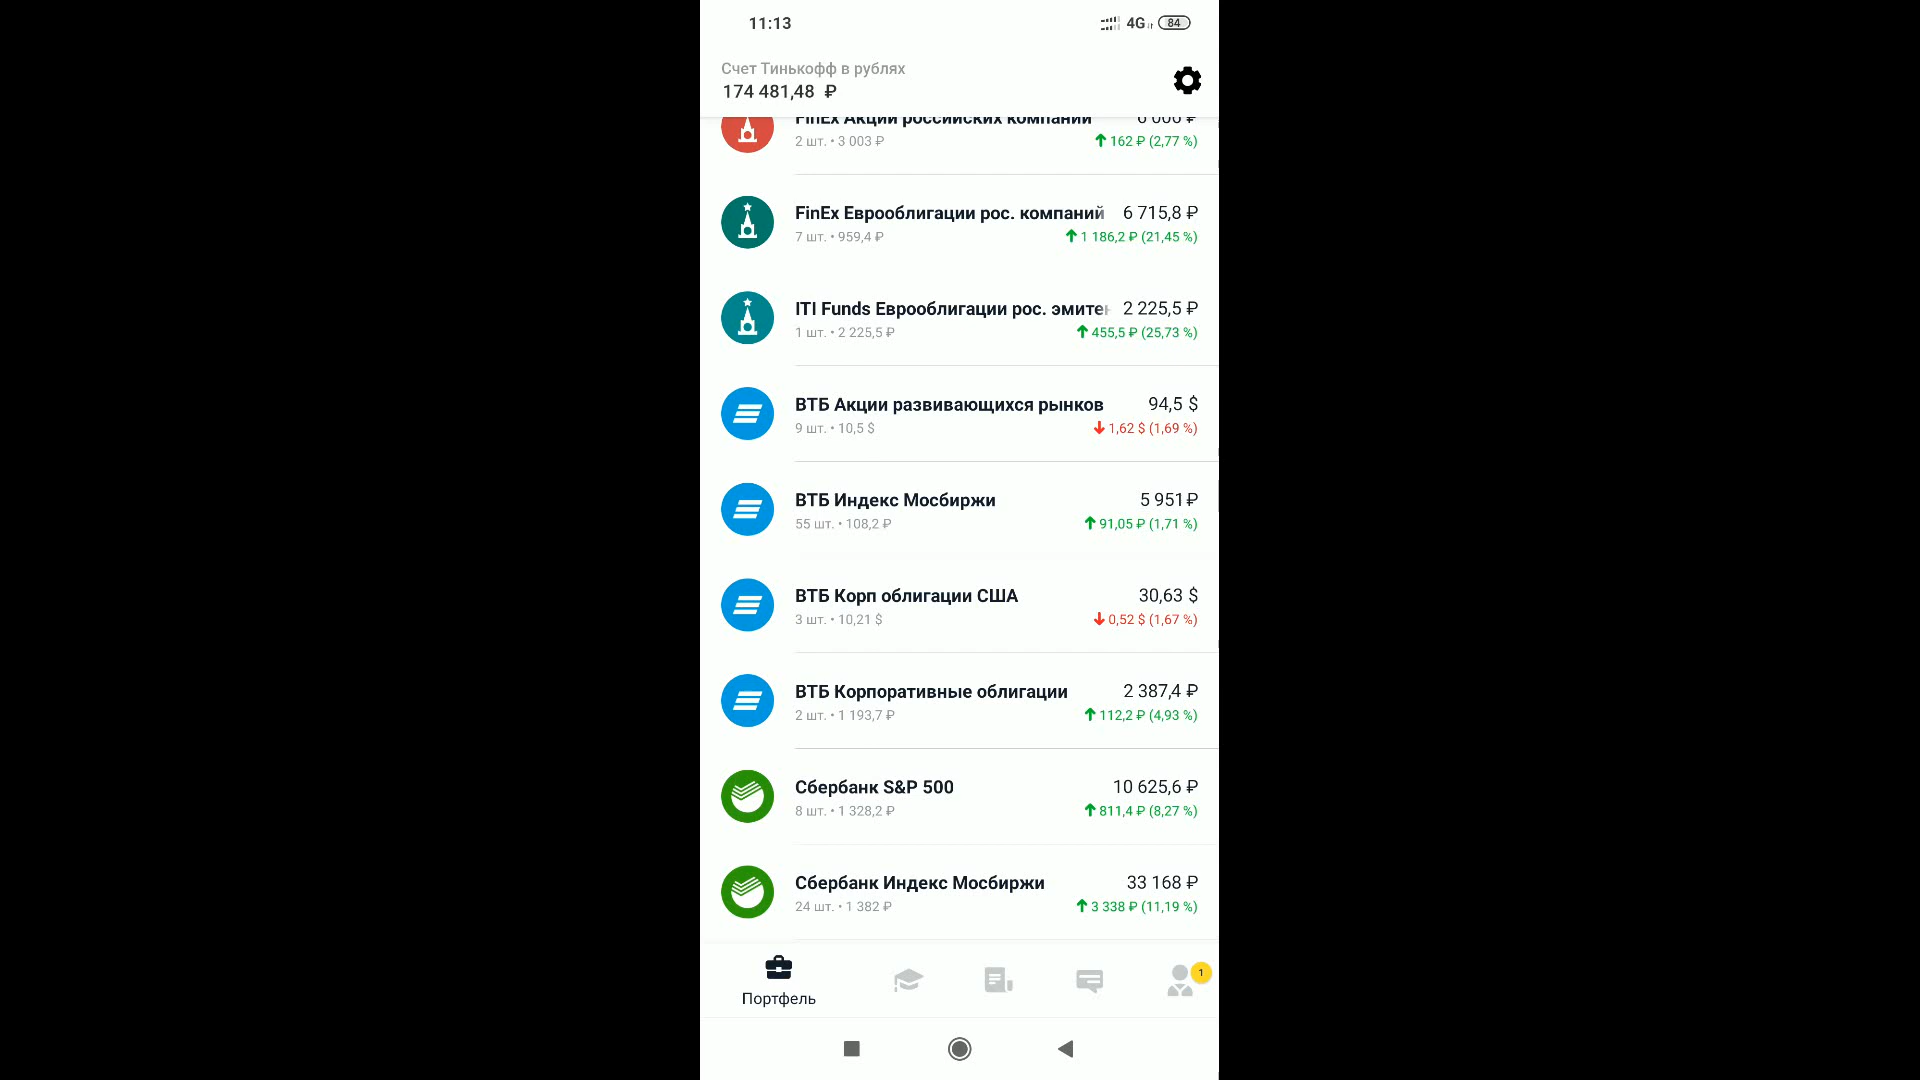 11:13
4G 84
Счет Тинькофф в рублях
174 481,48 ₽
FinEx Акции российских компаний 6 006 ₽
2 шт. • 3 003 ₽ 162 ₽ (2,77 %)
FinEx Еврооблигации рос. компаний 6 715,8 ₽
7 шт. • 959,4 ₽ 1 186,2 ₽ (21,45 %)
ITI Funds Еврооблигации рос. эмитен 2 225,5 ₽
1 шт. • 2 225,5 ₽ 455,5 ₽ (25,73 %)
ВТБ Акции развивающихся рынков 94,5 $
9 шт. • 10,5 $ 1,62 $ (1,69 %)
ВТБ Индекс Мосбиржи 5 951 ₽
55 шт. • 108,2 ₽ 91,05 ₽ (1,71 %)
ВТБ Корп облигации США 30,63 $
3 шт. • 10,21 $ 0,52 $ (1,67 %)
ВТБ Корпоративные облигации 2 387,4 ₽
2 шт. • 1 193,7 ₽ 112,2 ₽ (4,93 %)
Сбербанк S&P 500 10 625,6 ₽
8 шт. • 1 328,2 ₽ 811,4 ₽ (8,27 %)
Сбербанк Индекс Мосбиржи 33 168 ₽
24 шт. • 1 382 ₽ 3 338 ₽ (11,19 %)
1
Портфель